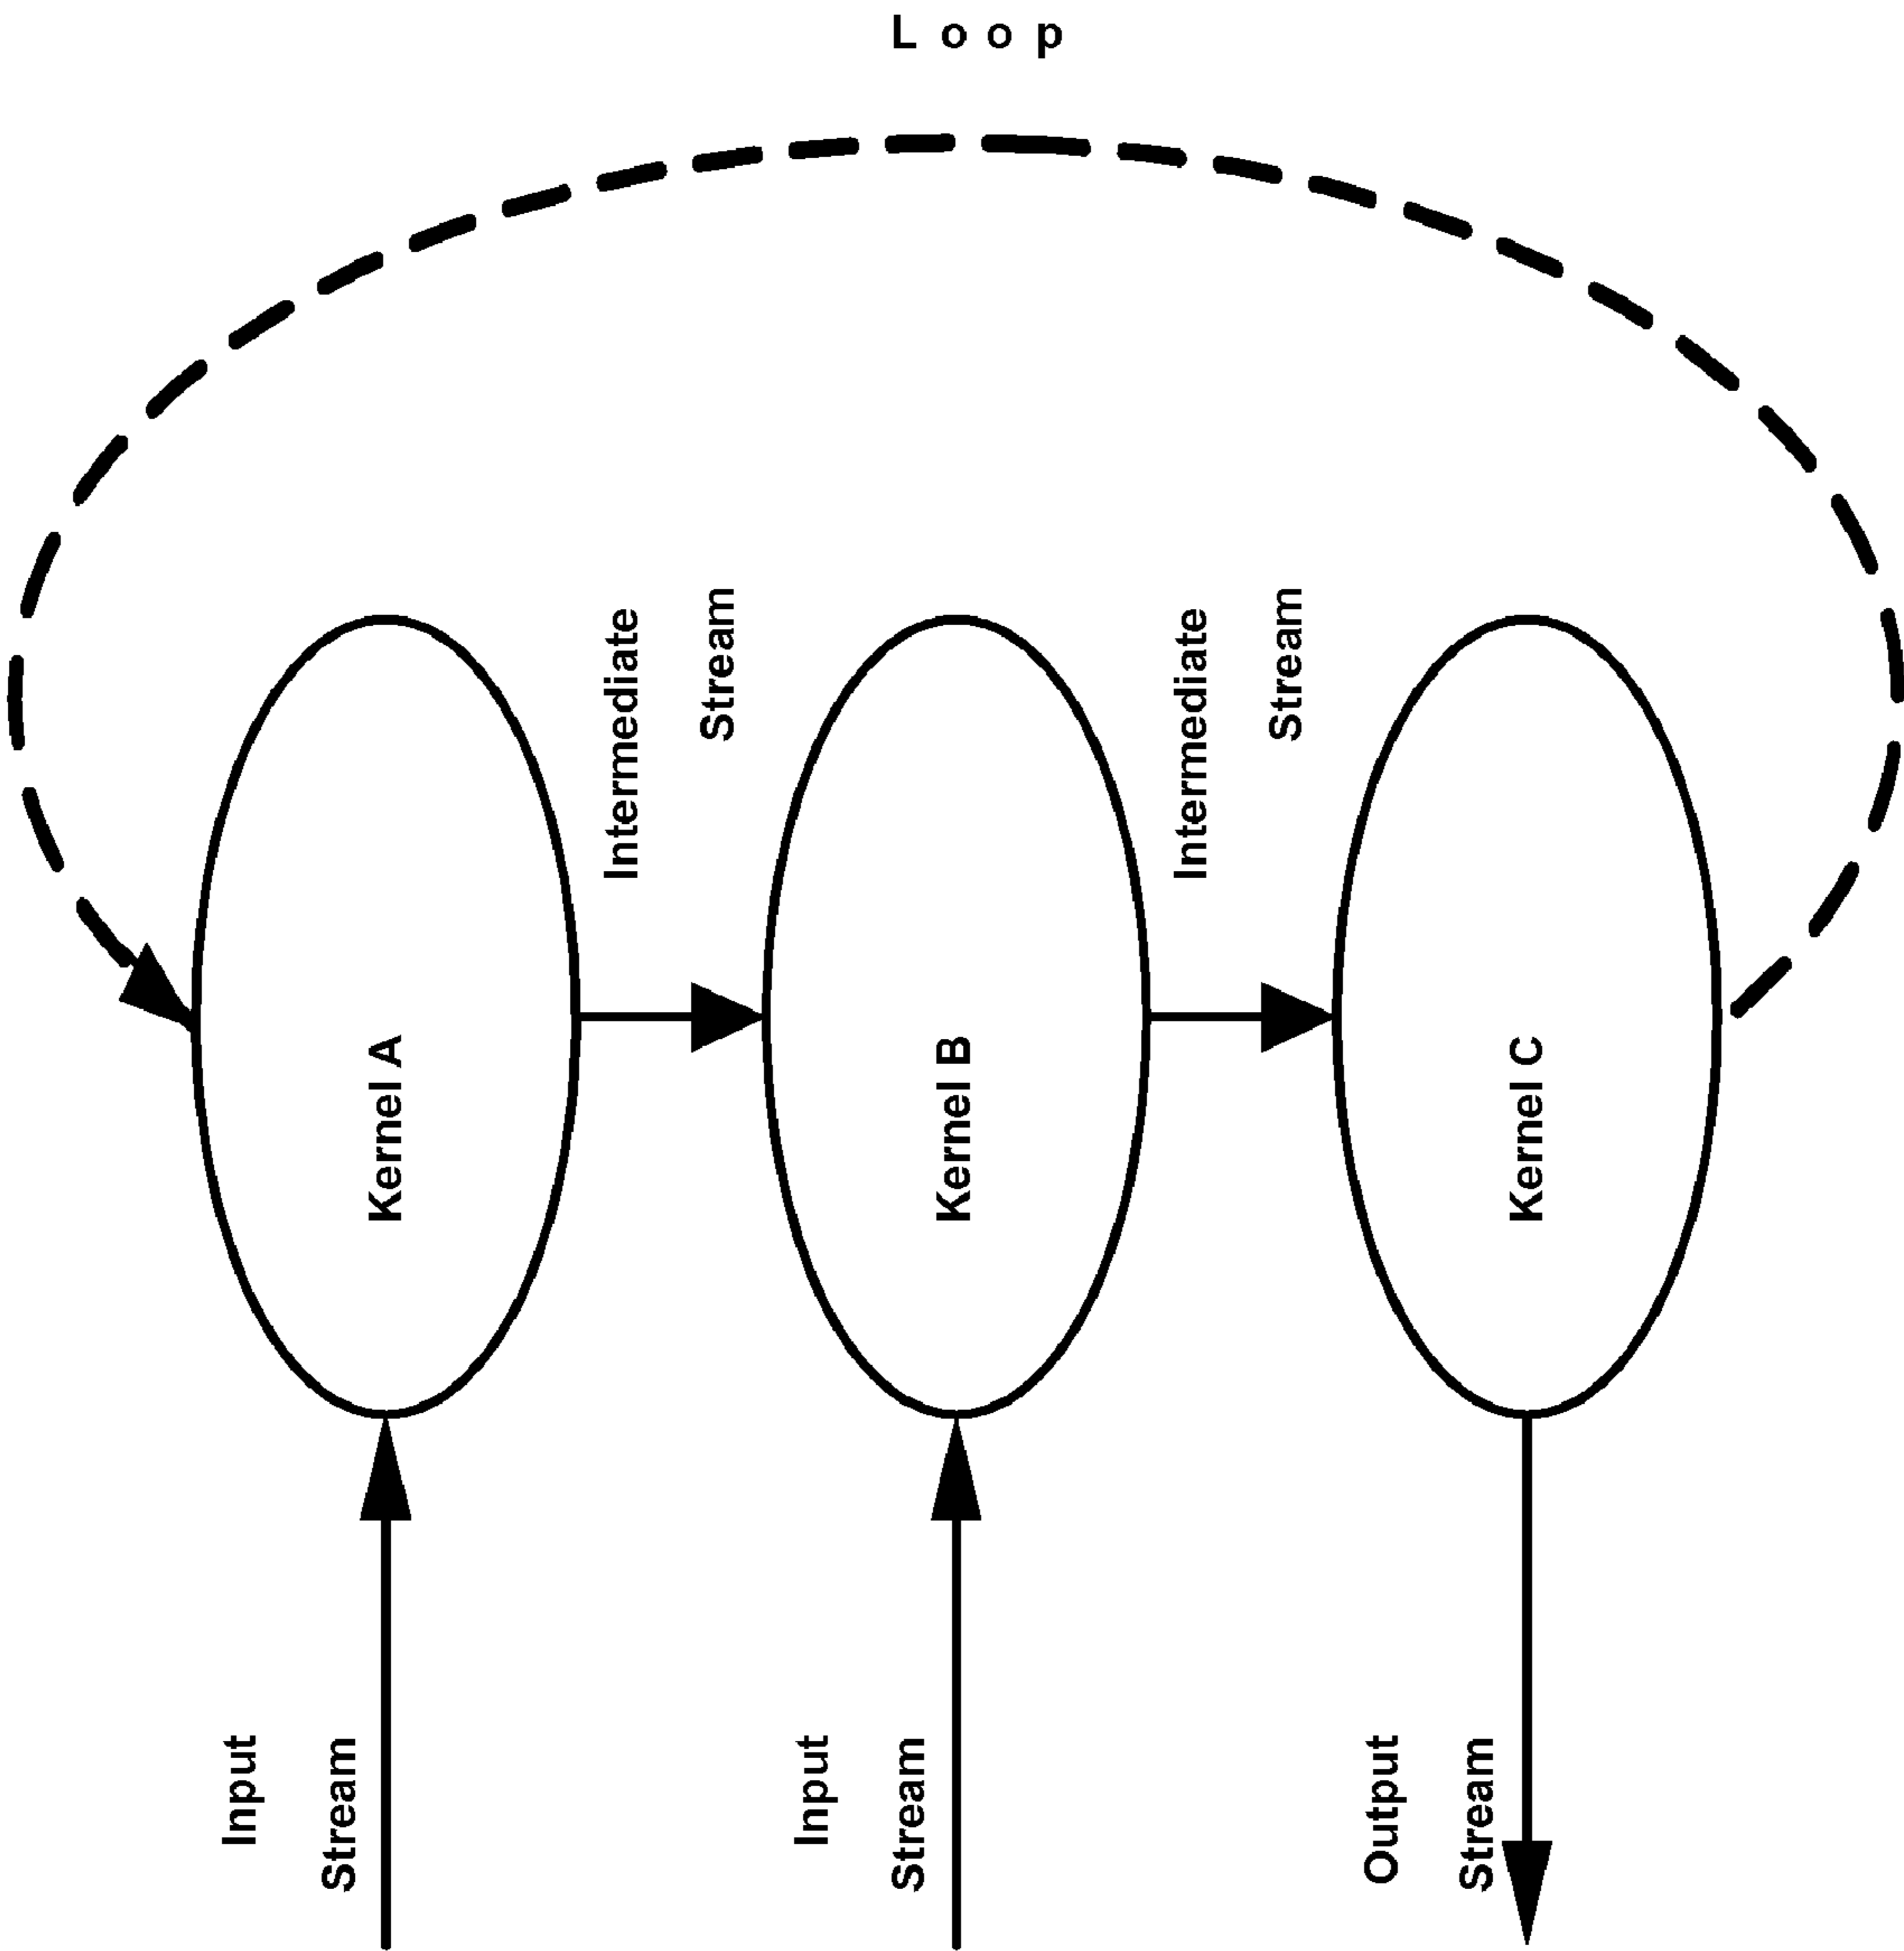 Loop
Intermediate
Stream
Intermediate
Stream
Kernel A
Kernel B
Kernel C
Input
Stream
Input
Stream
Output
Stream